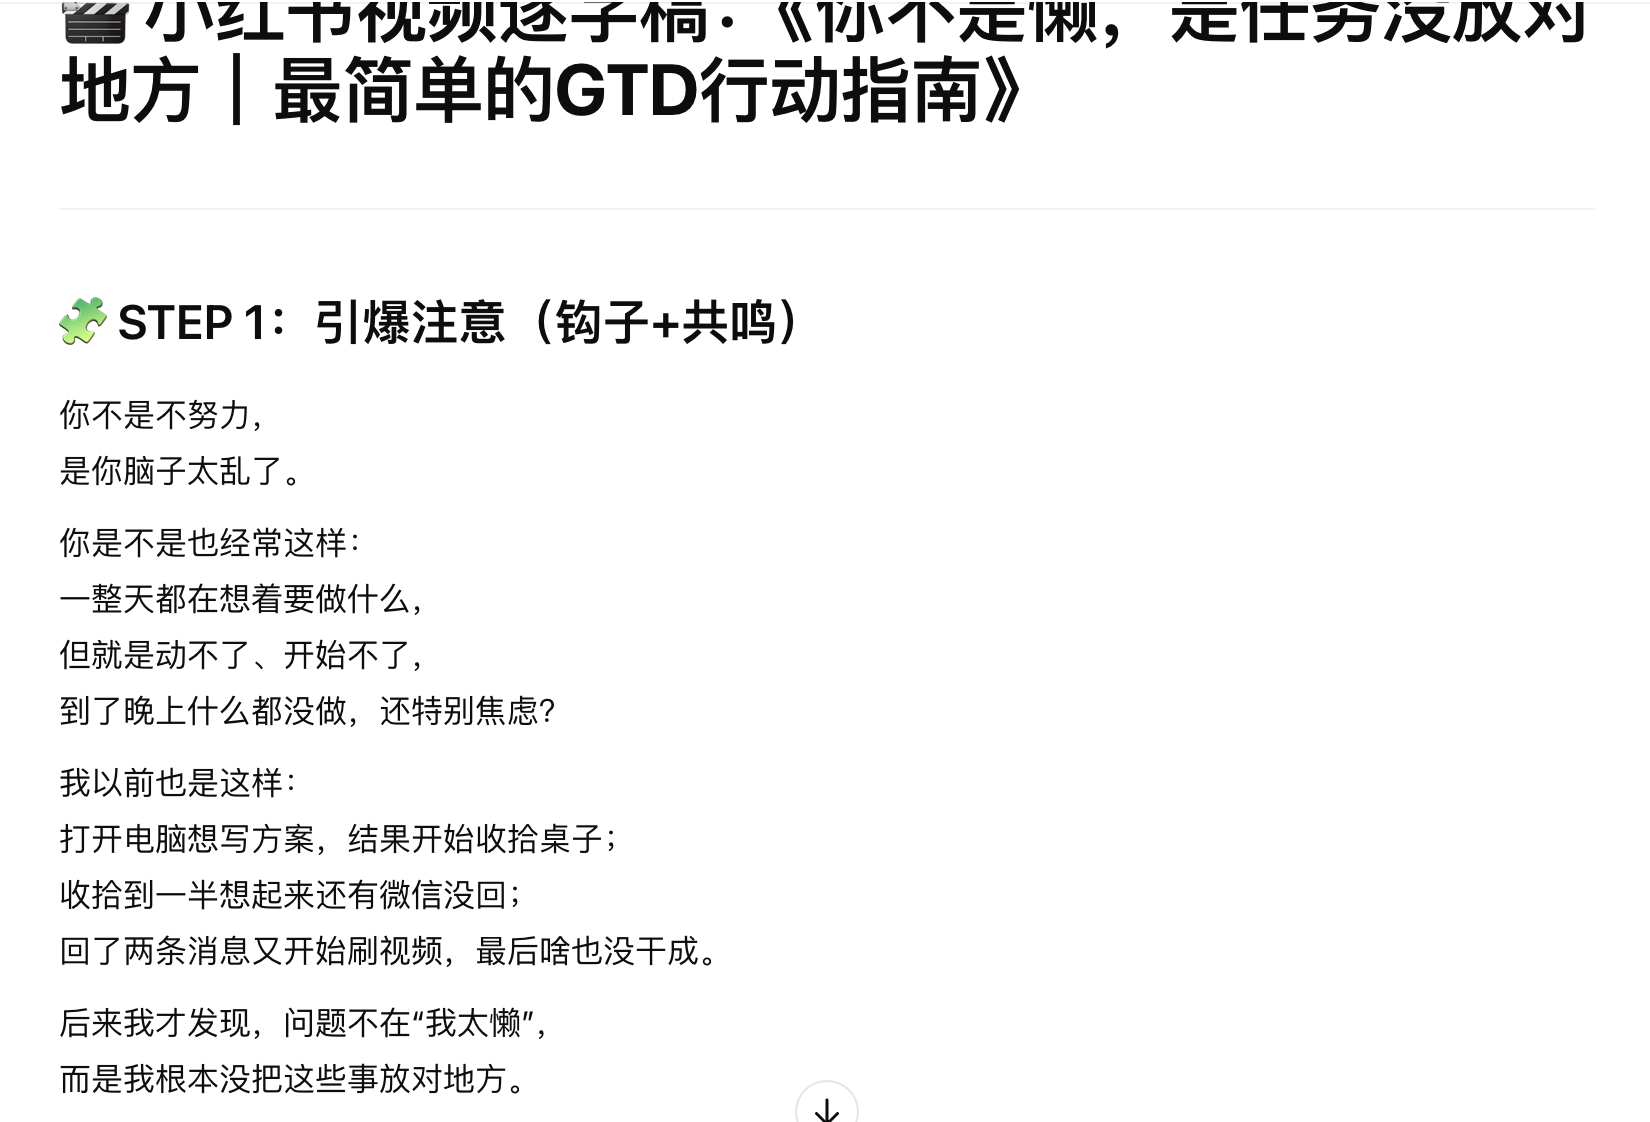 🎬 小红书视频逐字稿：《你不是懒，是任务没放对
地方｜最简单的GTD行动指南》
🧩 STEP 1：引爆注意（钩子+共鸣）
你不是不努力，
是你脑子太乱了。
你是不是也经常这样：
一整天都在想着要做什么，
但就是动不了、开始不了，
到了晚上什么都没做，还特别焦虑？
我以前也是这样：
打开电脑想写方案，结果开始收拾桌子；
收拾到一半想起来还有微信没回；
回了两条消息又开始刷视频，最后啥也没干成。
后来我才发现，问题不在“我太懒”，
而是我根本没把这些事放对地方。